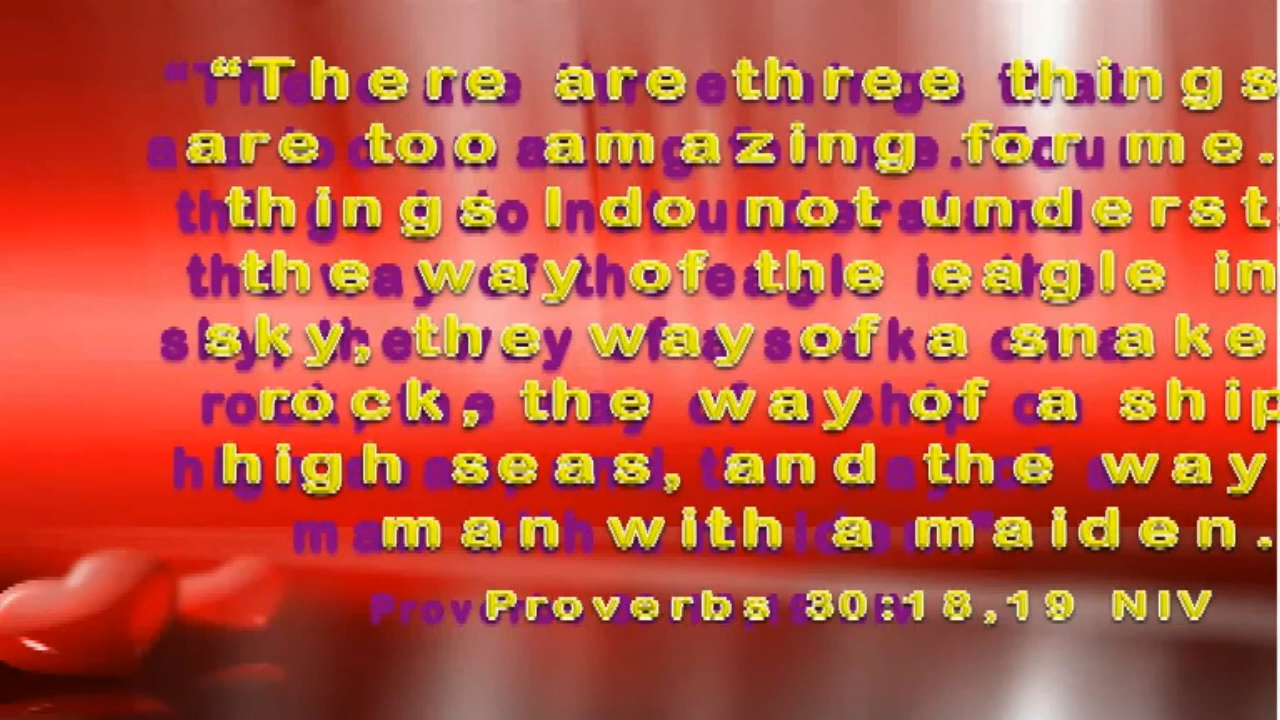 “There are three things
are too amazing for me.
things I do not underst
the way of the eagle in
sky, the way of a snake
rock, the way of a ship
high seas, and the way
man with a maiden.
Proverbs 30:18,19 NIV